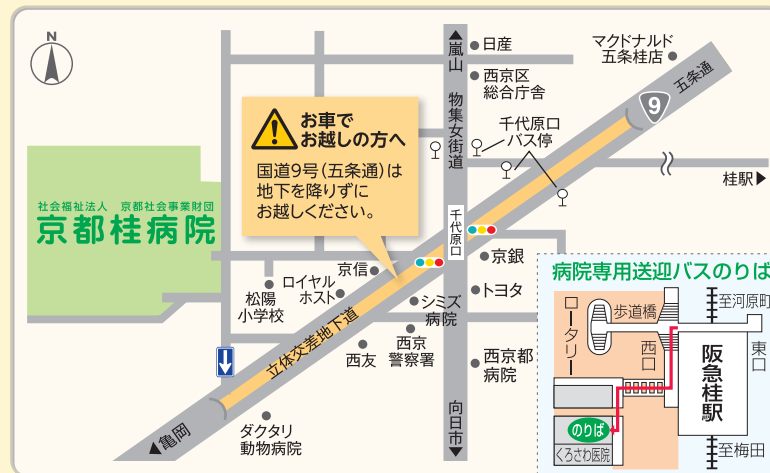 N
▲嵐山
物集女街道
日産
西京区
総合庁舎
マクドナルド
五条桂店
五条通
9
千代原口
バス停
桂駅▶
お車で
お越しの方へ
国道9号(五条通)は
地下を降りずに
お越しください。
社会福祉法人 京都社会事業財団
京都桂病院
千代原口
京信
ロイヤル
ホスト
松陽
小学校
京銀
トヨタ
シミズ
病院
西京
警察署
西友
西京都
病院
立体交差地下道
◀亀岡
ダクタリ
動物病院
向日市▼
病院専用送迎バスのりば
ロータリー
歩道橋
至河原町
西口
阪急桂駅
東口
のりば
くろさわ医院
至梅田